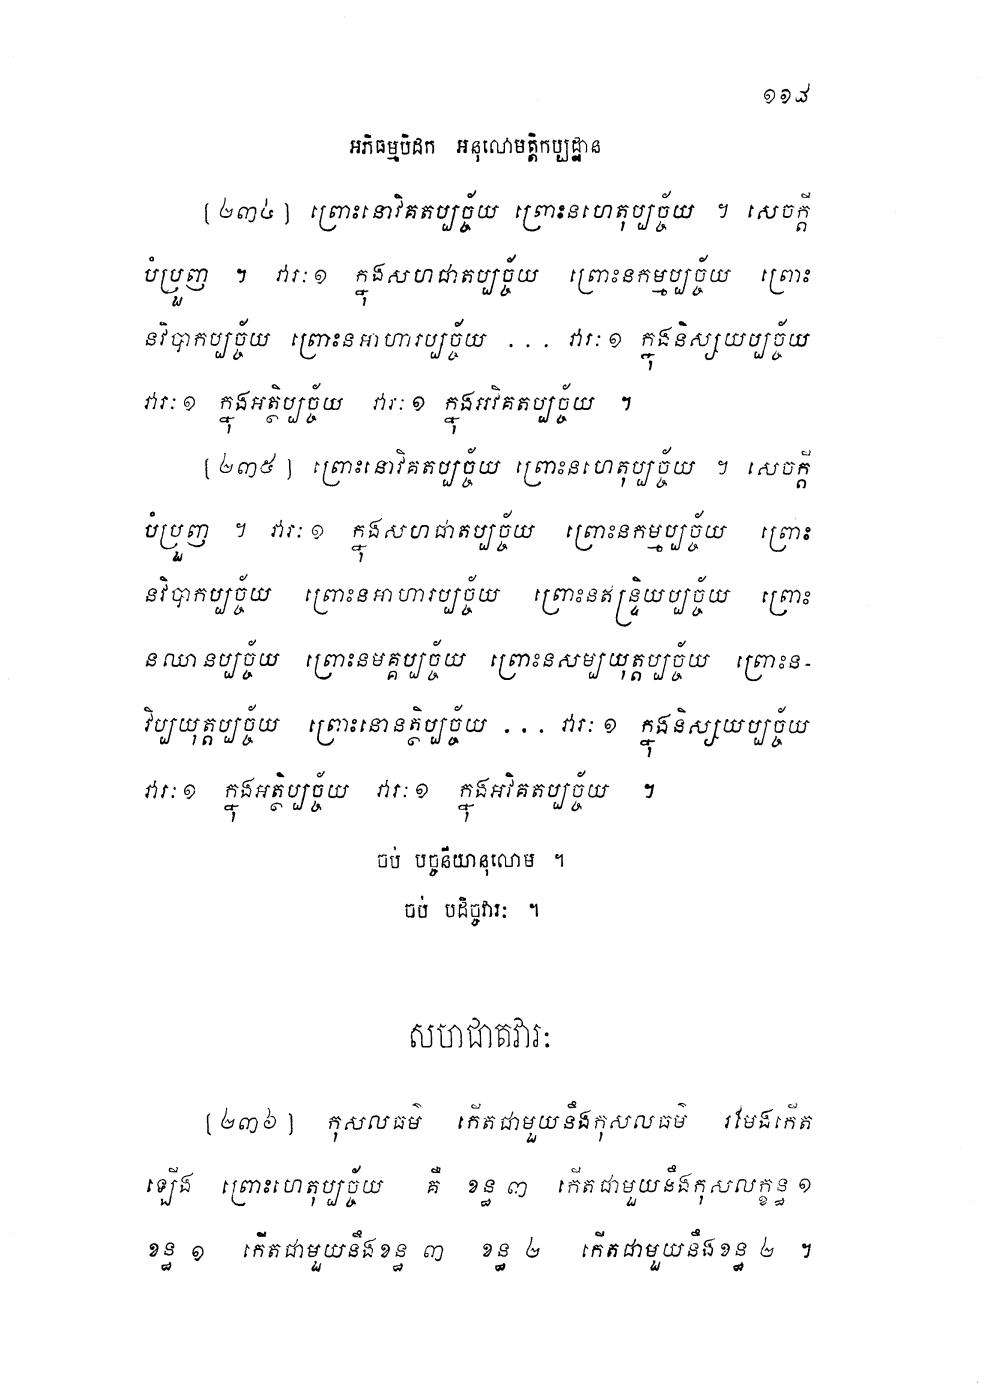 ១១៨
អភិធម្មបិដក អនុលោមត្តិកប្បដ្ឋាន
[២៣៤] ព្រោះនោវិគតប្បច្ច័យ ព្រោះនហេតុប្បច្ច័យ ។ សេចក្តី
បំប្រួញ ។ វារៈ១ ក្នុងសហជាតប្បច្ច័យ ព្រោះនកម្មប្បច្ច័យ ព្រោះ
នវិបាកប្បច្ច័យ ព្រោះនអាហារប្បច្ច័យ ... វារៈ១ ក្នុងនិស្សយប្បច្ច័យ
វារៈ១ ក្នុងអត្ថិប្បច្ច័យ វារៈ១ ក្នុងអវិគតប្បច្ច័យ ។
[២៣៥] ព្រោះនោវិគតប្បច្ច័យ ព្រោះនហេតុប្បច្ច័យ ។ សេចក្តី
បំប្រួញ ។ វារៈ១ ក្នុងសហជាតប្បច្ច័យ ព្រោះនកម្មប្បច្ច័យ ព្រោះ
នវិបាកប្បច្ច័យ ព្រោះនអាហារប្បច្ច័យ ព្រោះនឥន្ទ្រិយប្បច្ច័យ ព្រោះ
នឈានប្បច្ច័យ ព្រោះនមគ្គប្បច្ច័យ ព្រោះនសម្បយុត្តប្បច្ច័យ ព្រោះន-
វិប្បយុត្តប្បច្ច័យ ព្រោះនោនត្ថិប្បច្ច័យ ... វារៈ១ ក្នុងនិស្សយប្បច្ច័យ
វារៈ១ ក្នុងអត្ថិប្បច្ច័យ វារៈ១ ក្នុងអវិគតប្បច្ច័យ ។
ចប់ បច្ចនីយានុលោម ។
ចប់ បដិច្ចវារៈ ។
សហជាតវារៈ
[២៣៦] កុសលធម៌ កើតជាមួយនឹងកុសលធម៌ រមែងកើត
ឡើង ព្រោះហេតុប្បច្ច័យ គឺ ខន្ធ ៣ កើតជាមួយនឹងកុសលក្ខន្ធ ១
ខន្ធ ១ កើតជាមួយនឹងខន្ធ ៣ ខន្ធ ២ កើតជាមួយនឹងខន្ធ ២ ។